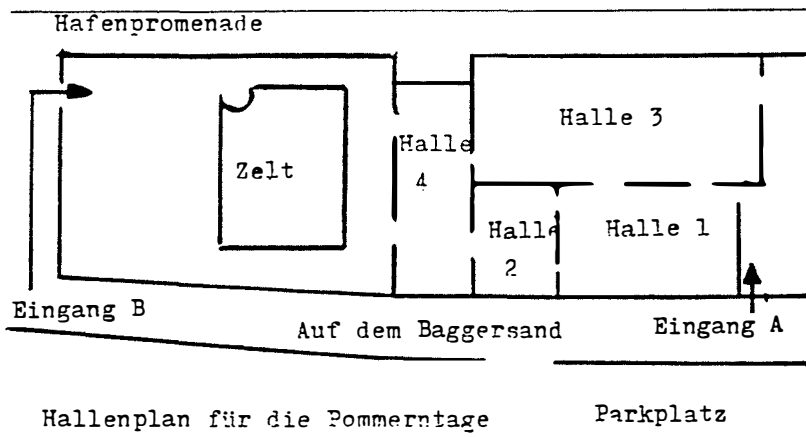 Hafenpromenade
Halle 3
Halle
4
Zelt
Halle
2
Halle 1
Eingang B
Auf dem Baggersand
Eingang A
Hallenplan für die Pommerntage
Parkplatz